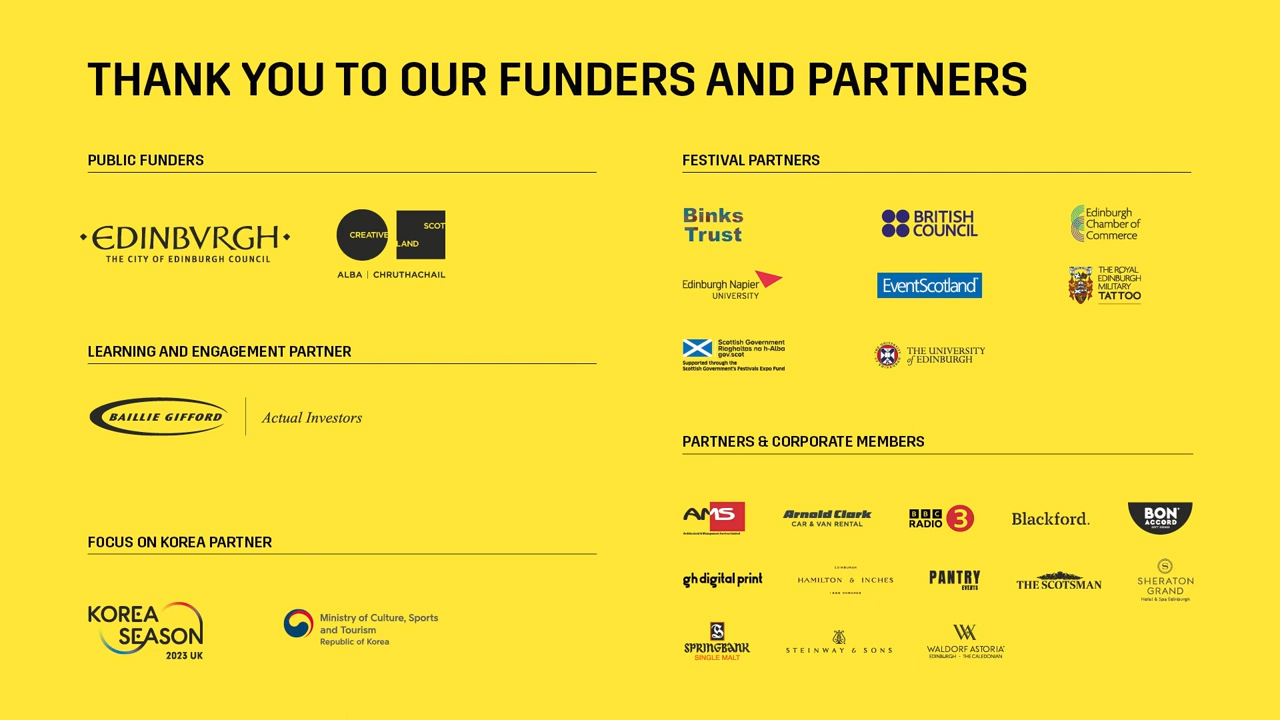 THANK YOU TO OUR FUNDERS AND PARTNERS
PUBLIC FUNDERS
EDINBVRGH
THE CITY OF EDINBURGH COUNCIL
CREATIVE SCOT
LAND
ALBA | CHRUTHACHAIL
LEARNING AND ENGAGEMENT PARTNER
BAILLIE GIFFORD
Actual Investors
FOCUS ON KOREA PARTNER
KOREA
SEASON
2023 UK
Ministry of Culture, Sports
and Tourism
Republic of Korea
FESTIVAL PARTNERS
Binks
Trust
BRITISH
COUNCIL
Edinburgh
Chamber of
Commerce
Edinburgh Napier
UNIVERSITY
EventScotland
THE ROYAL
EDINBURGH
MILITARY
TATTOO
Scottish Government
Riaghaltas na h-Alba
gov.scot
Supported through the
Scottish Government's Festivals Expo Fund
THE UNIVERSITY
of EDINBURGH
PARTNERS & CORPORATE MEMBERS
AMS
Arnold Clark
CAR & VAN RENTAL
BBC
RADIO
3
Blackford.
BON
ACCORD
gh digital print
EDINBURGH
HAMILTON & INCHES
PANTRY
EVENTS
THE SCOTSMAN
S
SHERATON
GRAND
Hotel & Spa Edinburgh
S
SPRINGBANK
SINGLE MALT
STEINWAY & SONS
WALDORF ASTORIA
EDINBURGH - THE CALEDONIAN